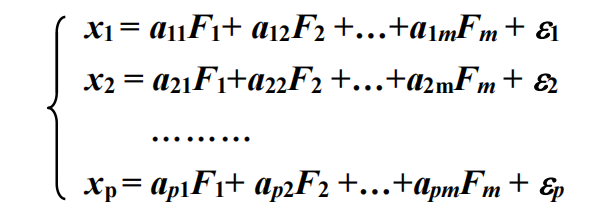 x₁ = a₁₁F₁+ a₁₂F₂ +…+a₁ₘFₘ + ε₁
x₂ = a₂₁F₁+a₂₂F₂ +…+a₂ₘFₘ + ε₂
………
xₚ = aₚ₁F₁+ aₚ₂F₂ +…+aₚₘFₘ + εₚ